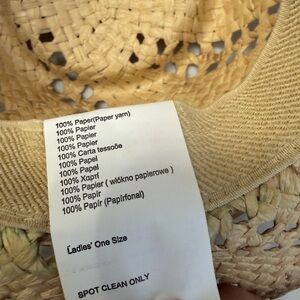 100% Paper(Paper yarn)
100% Papier
100% Papier
100% Papier
100% Carta tessoõe
100% Papel
100% Papel
100% Χαρτί
100% Papier ( włókno papierowe )
100% Papír
100% Papír (Papírfonal)
Ladies' One Size
SPOT CLEAN ONLY